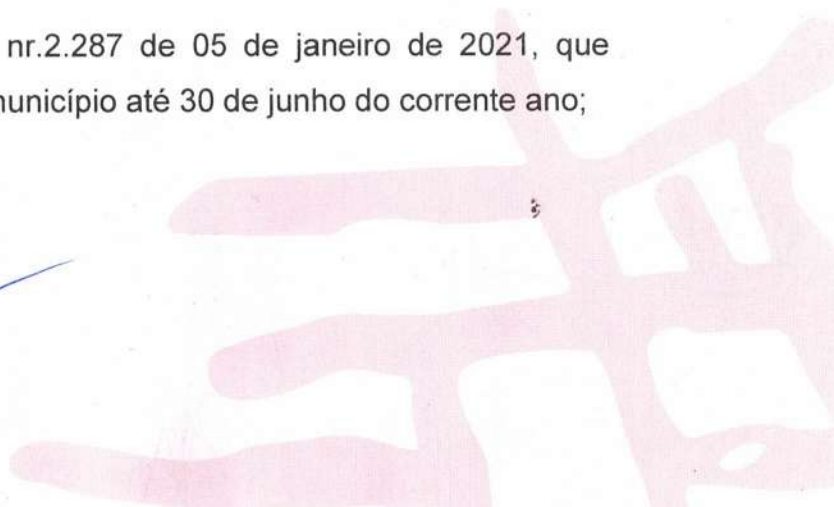 nr.2.287 de 05 de janeiro de 2021, que
município até 30 de junho do corrente ano;